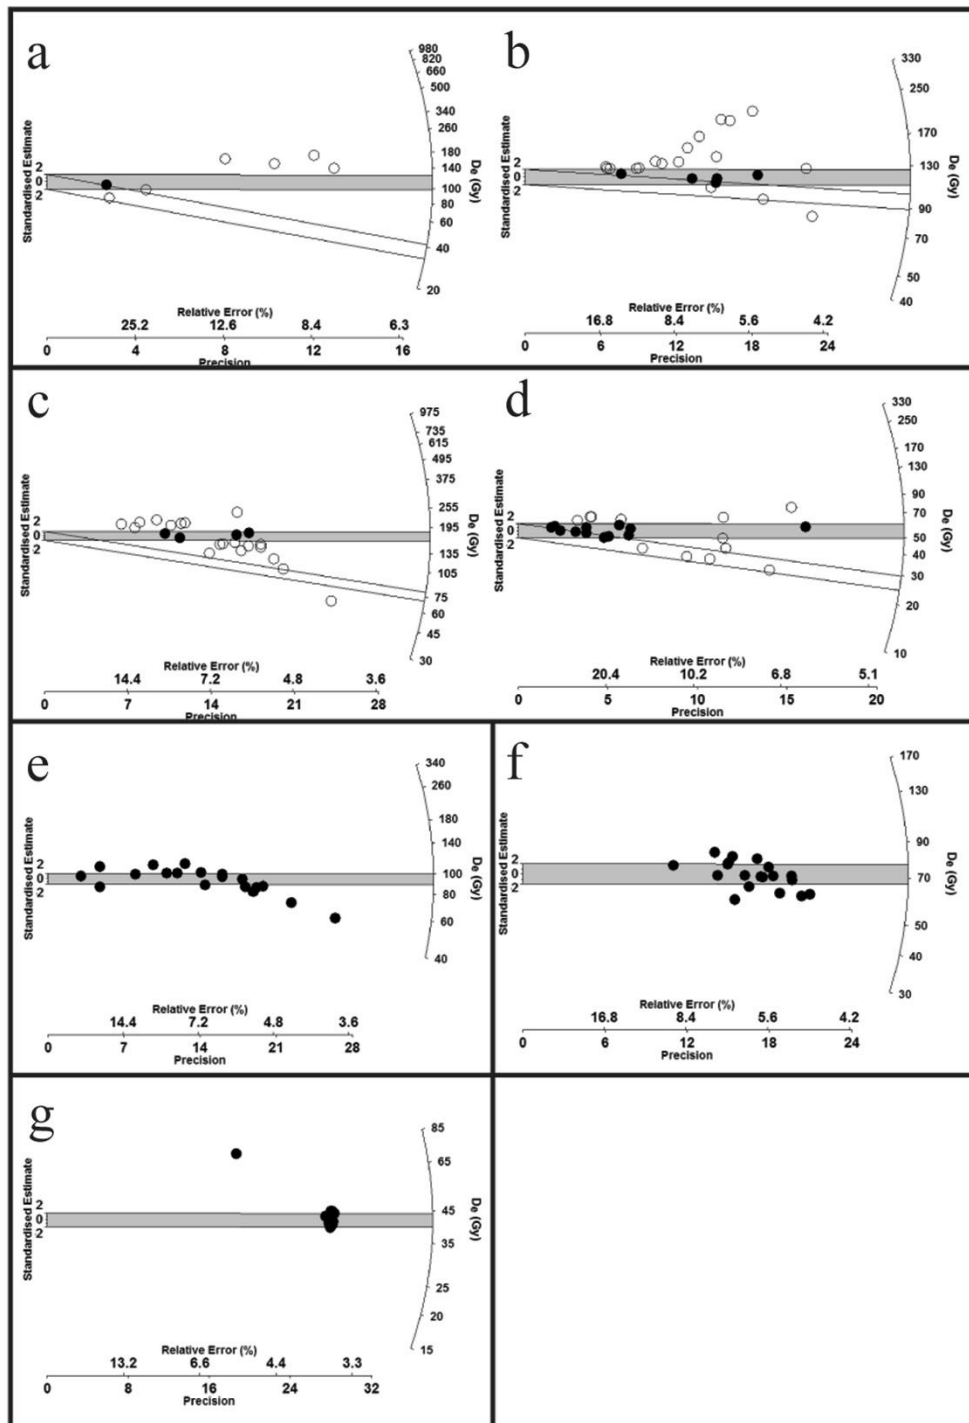 a
980
820
660
500
340
260
180
140
100
80
60
40
20
De (Gy)
Standardised Estimate
2
0
2
Relative Error (%)
25.2 12.6 8.4 6.3
0 4 8 12 16
Precision
b
330
250
170
130
90
70
50
40
De (Gy)
Standardised Estimate
2
0
2
Relative Error (%)
16.8 8.4 5.6 4.2
0 6 12 18 24
Precision
c
975
735
615
495
375
255
195
135
105
75
60
45
30
De (Gy)
Standardised Estimate
2
0
2
Relative Error (%)
14.4 7.2 4.8 3.6
0 7 14 21 28
Precision
d
330
250
170
130
90
70
50
40
30
20
10
De (Gy)
Standardised Estimate
2
0
2
Relative Error (%)
20.4 10.2 6.8 5.1
0 5 10 15 20
Precision
e
340
260
180
140
100
80
60
40
De (Gy)
Standardised Estimate
2
0
2
Relative Error (%)
14.4 7.2 4.8 3.6
0 7 14 21 28
Precision
f
170
130
90
70
50
40
30
De (Gy)
Standardised Estimate
2
0
2
Relative Error (%)
16.8 8.4 5.6 4.2
0 6 12 18 24
Precision
g
85
65
45
35
25
20
15
De (Gy)
Standardised Estimate
2
0
2
Relative Error (%)
13.2 6.6 4.4 3.3
0 8 16 24 32
Precision